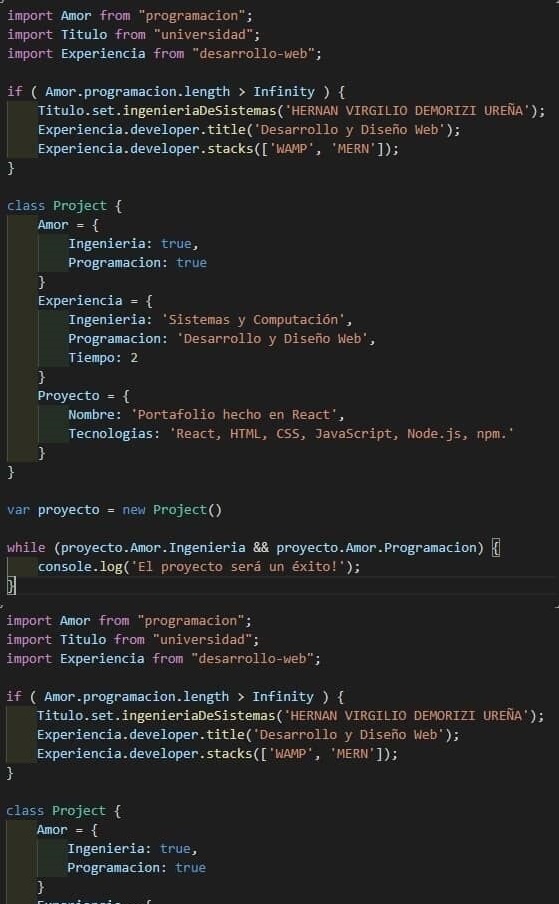 import Amor from "programacion";
import Titulo from "universidad";
import Experiencia from "desarrollo-web";
if ( Amor.programacion.length > Infinity ) {
Titulo.set.ingenieriaDeSistemas('HERNAN VIRGILIO DEMORIZI UREÑA');
Experiencia.developer.title('Desarrollo y Diseño Web');
Experiencia.developer.stacks(['WAMP', 'MERN']);
}
class Project {
Amor = {
Ingenieria: true,
Programacion: true
}
Experiencia = {
Ingenieria: 'Sistemas y Computación',
Programacion: 'Desarrollo y Diseño Web',
Tiempo: 2
}
Proyecto = {
Nombre: 'Portafolio hecho en React',
Tecnologias: 'React, HTML, CSS, JavaScript, Node.js, npm.'
}
}
var proyecto = new Project()
while (proyecto.Amor.Ingenieria && proyecto.Amor.Programacion) {
console.log('El proyecto será un éxito!');
}
import Amor from "programacion";
import Titulo from "universidad";
import Experiencia from "desarrollo-web";
if ( Amor.programacion.length > Infinity ) {
Titulo.set.ingenieriaDeSistemas('HERNAN VIRGILIO DEMORIZI UREÑA');
Experiencia.developer.title('Desarrollo y Diseño Web');
Experiencia.developer.stacks(['WAMP', 'MERN']);
}
class Project {
Amor = {
Ingenieria: true,
Programacion: true
}
Experiencia = {